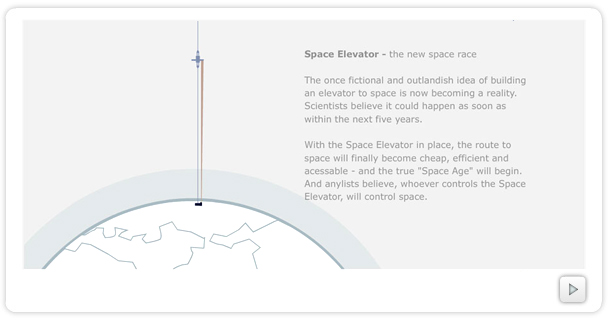 Space Elevator - the new space race
The once fictional and outlandish idea of building
an elevator to space is now becoming a reality.
Scientists believe it could happen as soon as
within the next five years.
With the Space Elevator in place, the route to
space will finally become cheap, efficient and
acessable - and the true "Space Age" will begin.
And anylists believe, whoever controls the Space
Elevator, will control space.